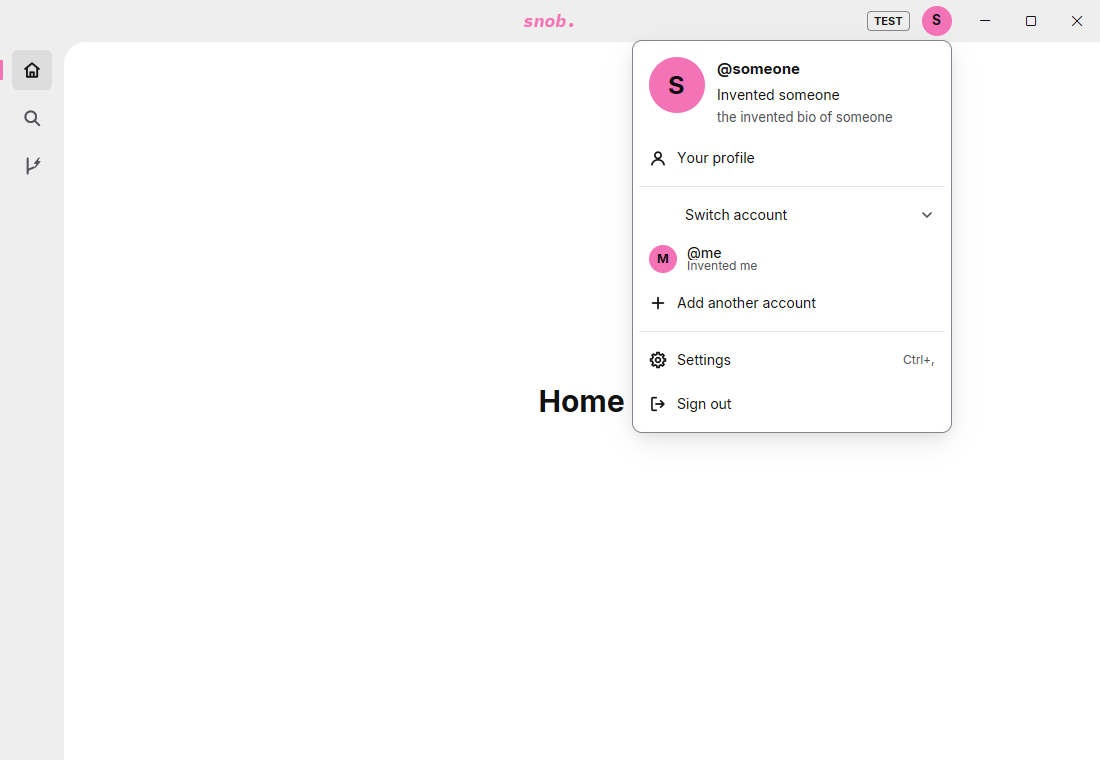 snob.
TEST
S
S
@someone
Invented someone
the invented bio of someone
Your profile
Switch account
M
@me
Invented me
Add another account
Settings
Ctrl+,
Sign out
Home